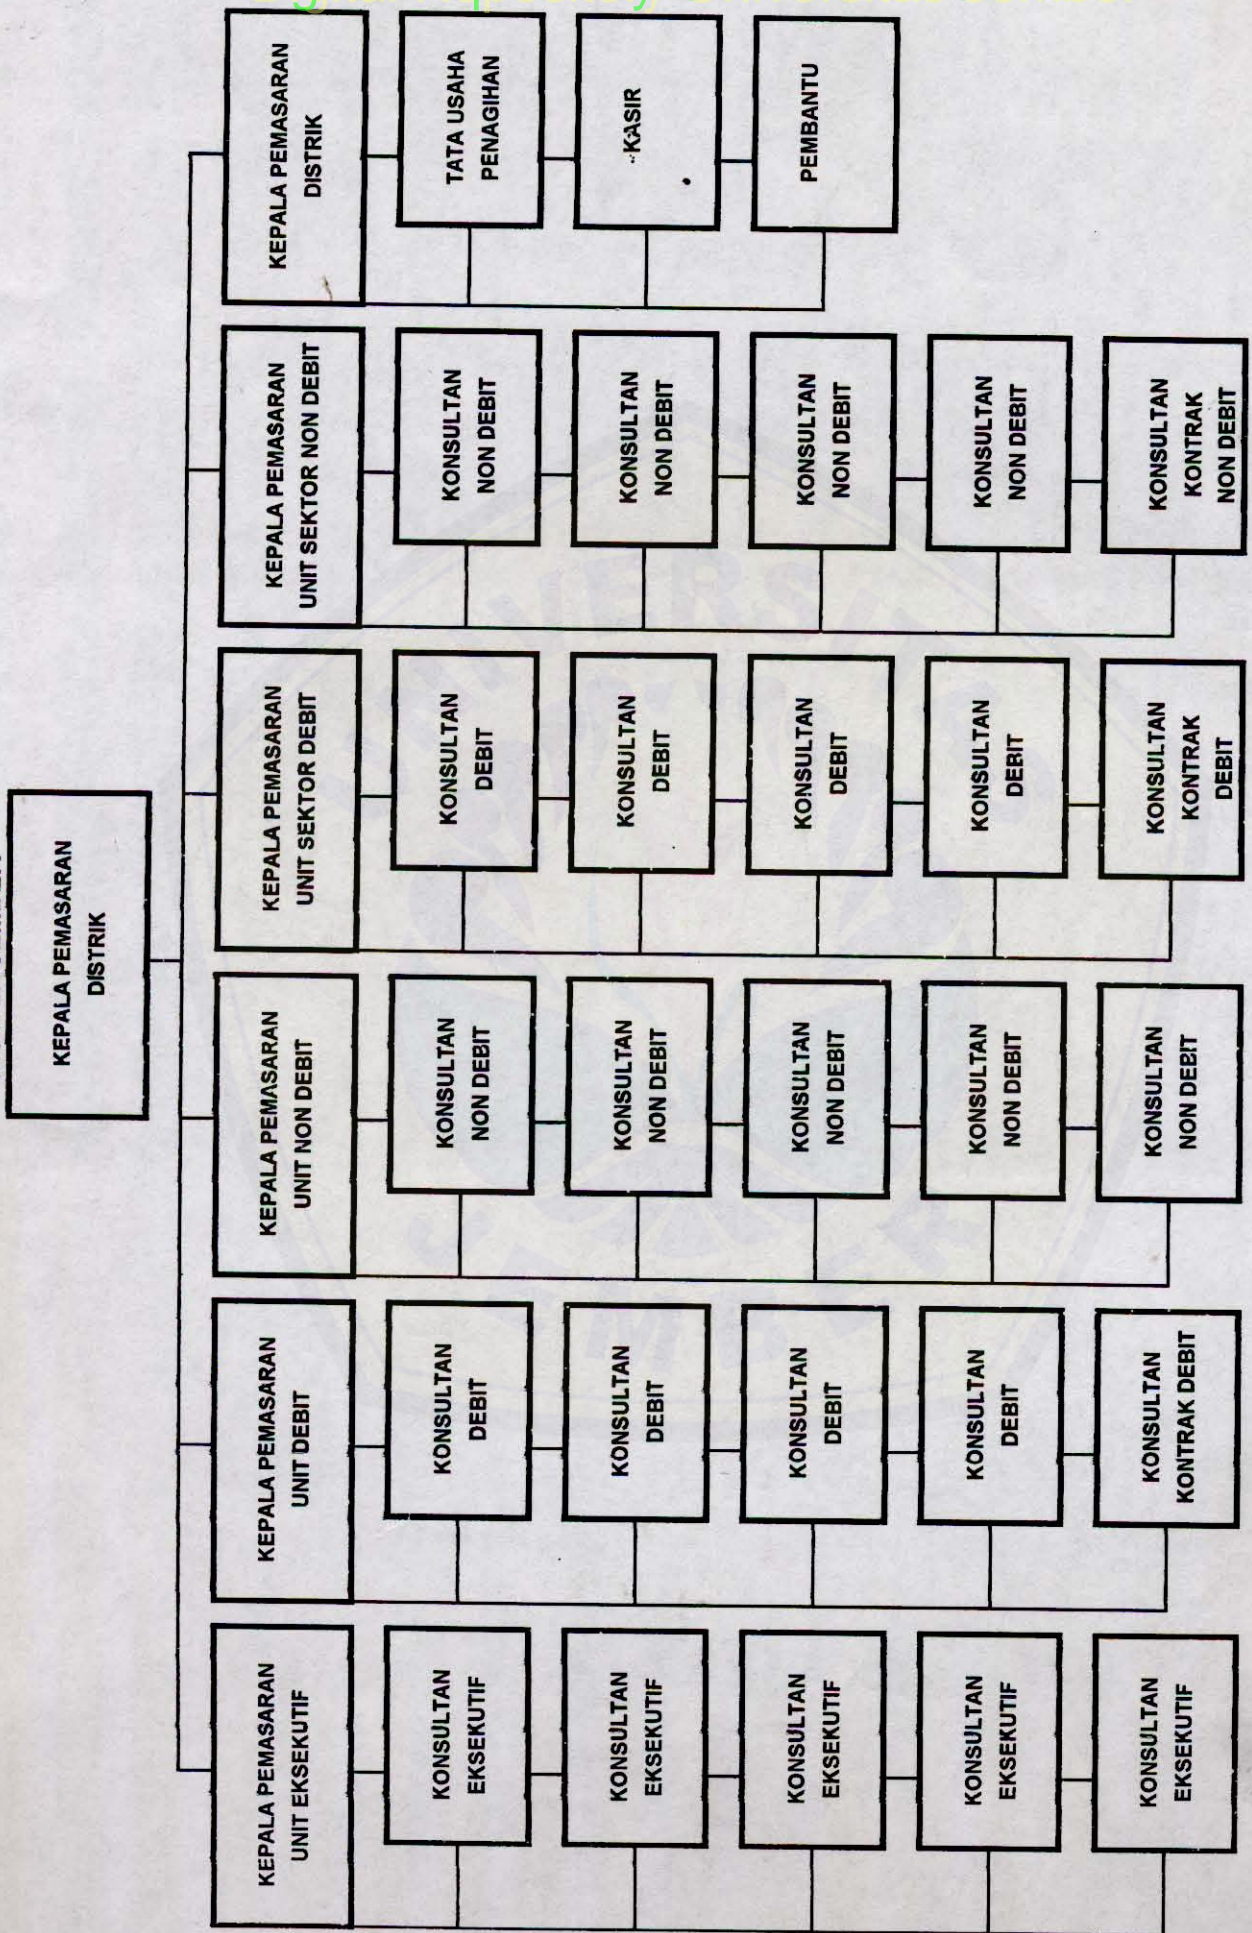 KEPALA PEMASARAN
DISTRIK
KEPALA PEMASARAN
UNIT EKSEKUTIF
KONSULTAN
EKSEKUTIF
KONSULTAN
EKSEKUTIF
KONSULTAN
EKSEKUTIF
KONSULTAN
EKSEKUTIF
KONSULTAN
EKSEKUTIF
KEPALA PEMASARAN
UNIT DEBIT
KONSULTAN
DEBIT
KONSULTAN
DEBIT
KONSULTAN
DEBIT
KONSULTAN
DEBIT
KONSULTAN
KONTRAK DEBIT
KEPALA PEMASARAN
UNIT NON DEBIT
KONSULTAN
NON DEBIT
KONSULTAN
NON DEBIT
KONSULTAN
NON DEBIT
KONSULTAN
NON DEBIT
KONSULTAN
NON DEBIT
KEPALA PEMASARAN
UNIT SEKTOR DEBIT
KONSULTAN
DEBIT
KONSULTAN
DEBIT
KONSULTAN
DEBIT
KONSULTAN
DEBIT
KONSULTAN
KONTRAK
DEBIT
KEPALA PEMASARAN
UNIT SEKTOR NON DEBIT
KONSULTAN
NON DEBIT
KONSULTAN
NON DEBIT
KONSULTAN
NON DEBIT
KONSULTAN
NON DEBIT
KONSULTAN
KONTRAK
NON DEBIT
KEPALA PEMASARAN
DISTRIK
TATA USAHA
PENAGIHAN
KASIR
PEMBANTU
UNIVERSITAS
JEMBER